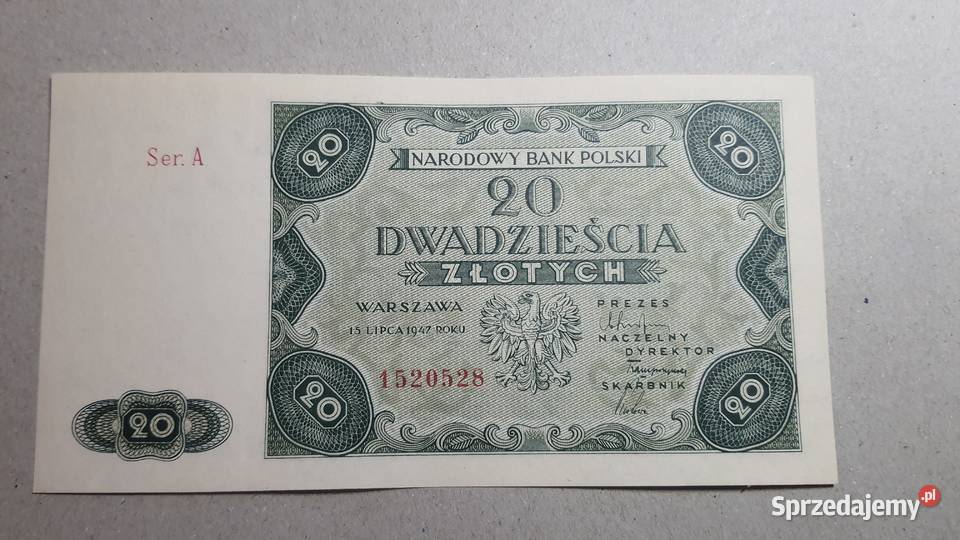 Ser. A
20
20
NARODOWY BANK POLSKI
20
DWADZIEŚCIA
ZŁOTYCH
WARSZAWA
15 LIPCA 1947 ROKU
PREZES
NACZELNY
DYREKTOR
SKARBNIK
1520528
20
20
20
Sprzedajemy.pl